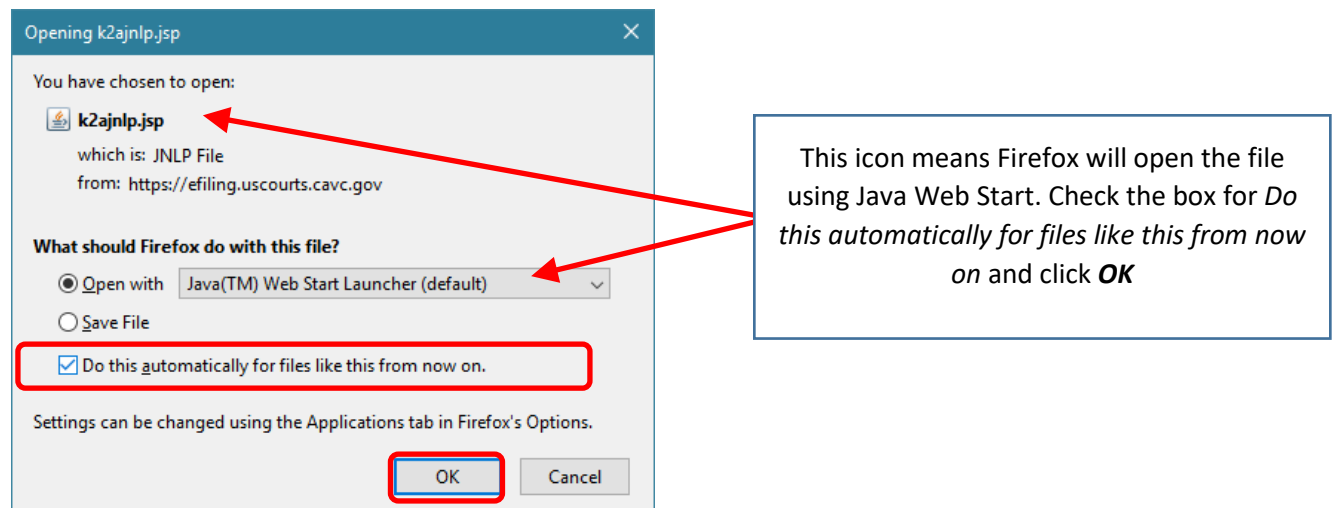 Opening k2ajnlp.jsp
You have chosen to open:
k2ajnlp.jsp
which is: JNLP File
from: https://efiling.uscourts.cavc.gov
What should Firefox do with this file?
Open with Java(TM) Web Start Launcher (default)
Save File
Do this automatically for files like this from now on.
Settings can be changed using the Applications tab in Firefox's Options.
OK Cancel
This icon means Firefox will open the file
using Java Web Start. Check the box for Do
this automatically for files like this from now
on and click OK